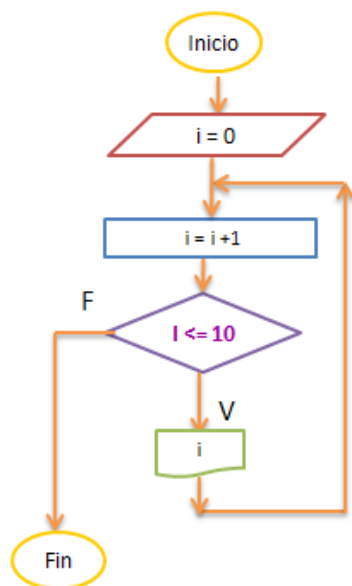 Inicio
i = 0
i = i +1
F
I <= 10
V
i
Fin